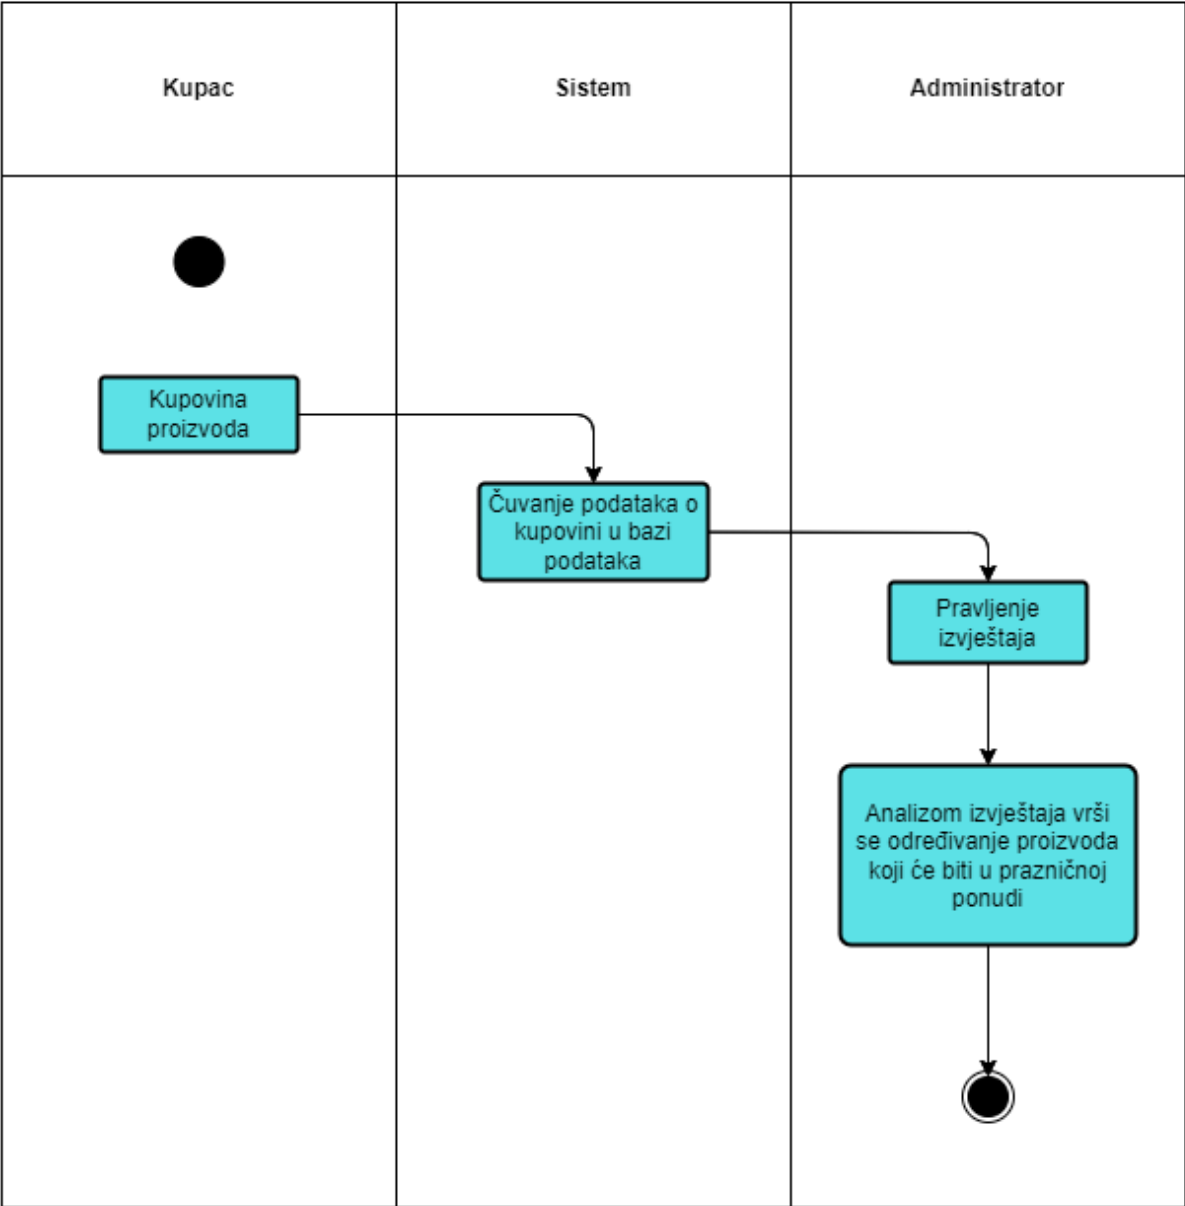 Kupac
Sistem
Administrator
Kupovina
proizvoda
Čuvanje podataka o
kupovini u bazi
podataka
Pravljenje
izvještaja
Analizom izvještaja vrši
se određivanje proizvoda
koji će biti u prazničnoj
ponudi